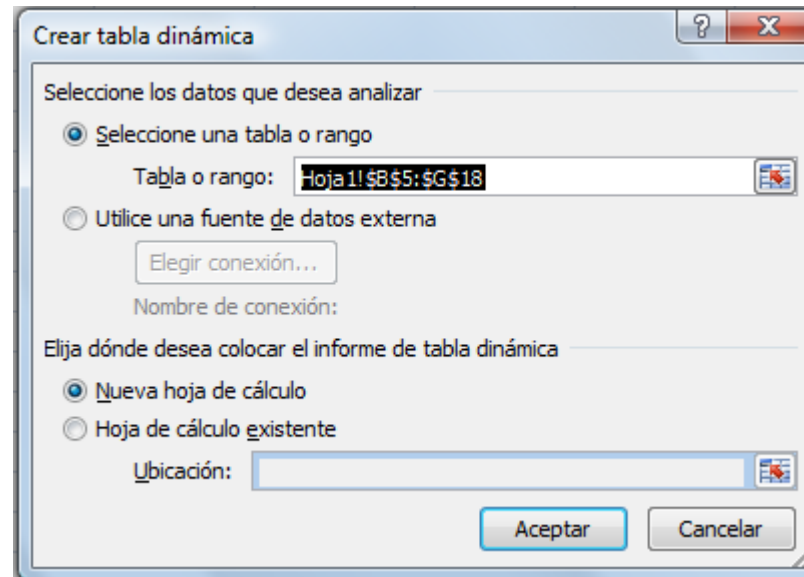 Crear tabla dinámica
Seleccione los datos que desea analizar
Seleccione una tabla o rango
Tabla o rango: Hoja1!$B$5:$G$18
Utilice una fuente de datos externa
Elegir conexión...
Nombre de conexión:
Elija dónde desea colocar el informe de tabla dinámica
Nueva hoja de cálculo
Hoja de cálculo existente
Ubicación:
Aceptar Cancelar